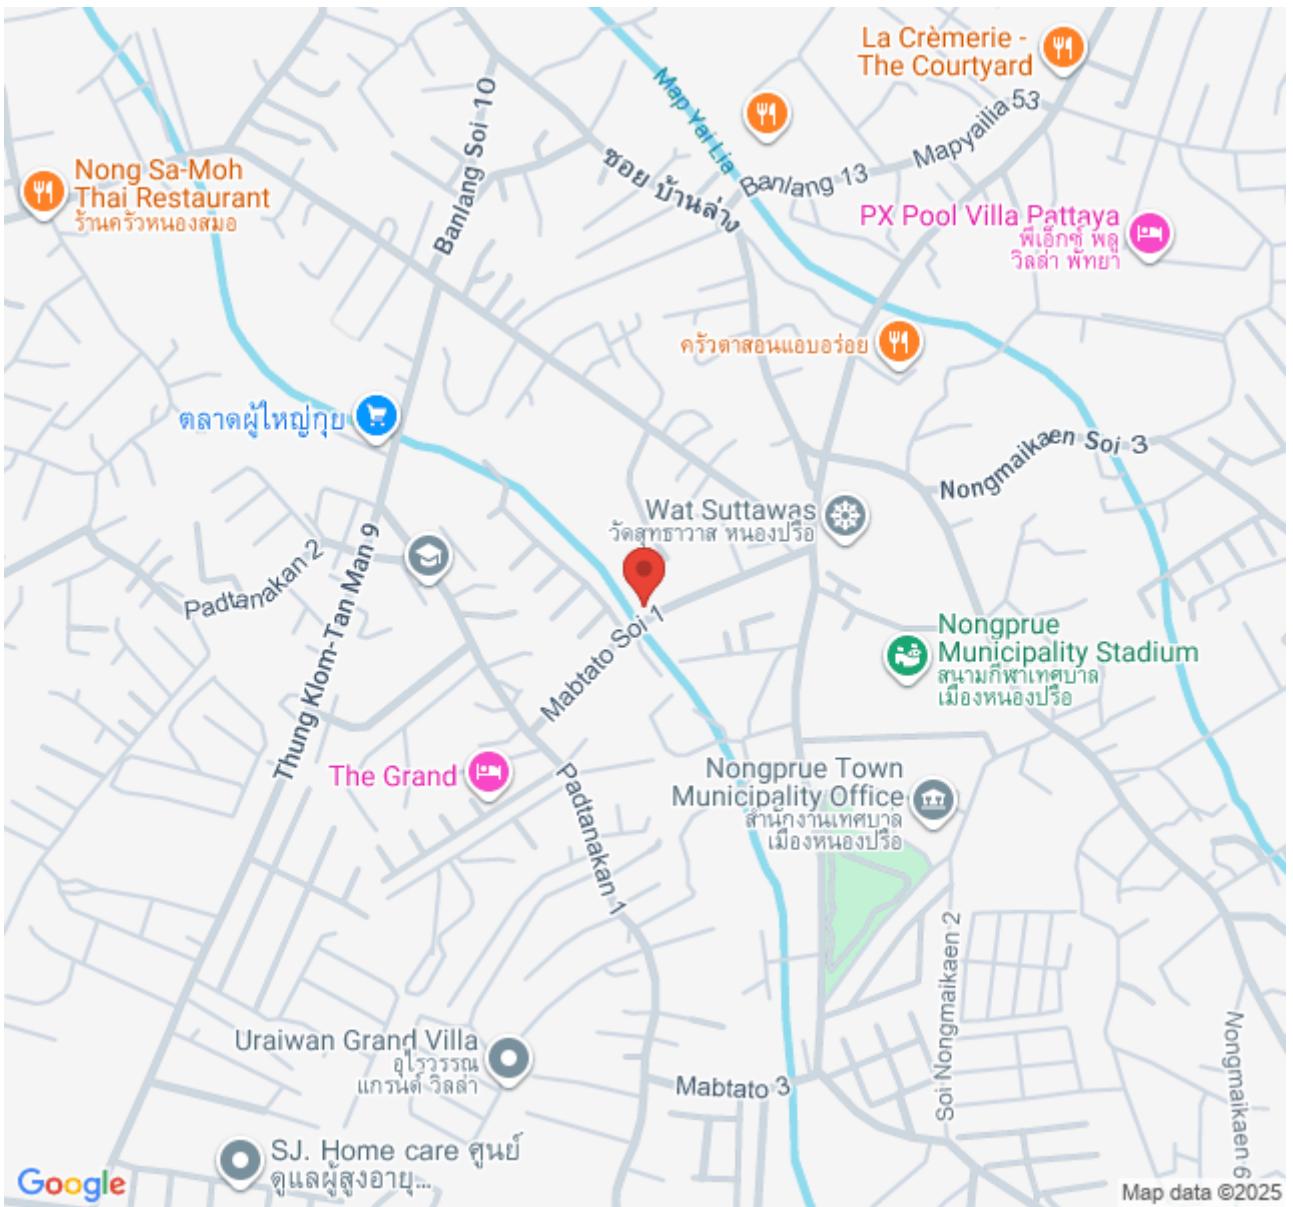 La Crèmerie -
The Courtyard
Map Yai Lia
Banlang Soi 10
Mapyailia 53
Banlang 13
ซอย บ้านล่าง
Nong Sa-Moh
Thai Restaurant
ร้านครัวหนองสมอ
PX Pool Villa Pattaya
พีเอ็กซ์ พลู
วิลล่า พัทยา
ครัวตาสอนแอบอร่อย
ตลาดผู้ใหญ่กุย
Nongmaikaen Soi 3
Wat Suttawas
วัดสุทธาวาส หนองปรือ
Padtanakan 2
Thung Klom-Tan Man 9
Mabtato Soi 1
Nongprue
Municipality Stadium
สนามกีฬาเทศบาล
เมืองหนองปรือ
The Grand
Nongprue Town
Municipality Office
สำนักงานเทศบาล
เมืองหนองปรือ
Padtanakan 1
Soi Nongmaikaen 2
Nongmaikaen 6
Uraiwan Grand Villa
อุไรวรรณ
แกรนด์ วิลล่า
Mabtato 3
SJ. Home care ศูนย์
ดูแลผู้สูงอายุ...
Google
Map data ©2025